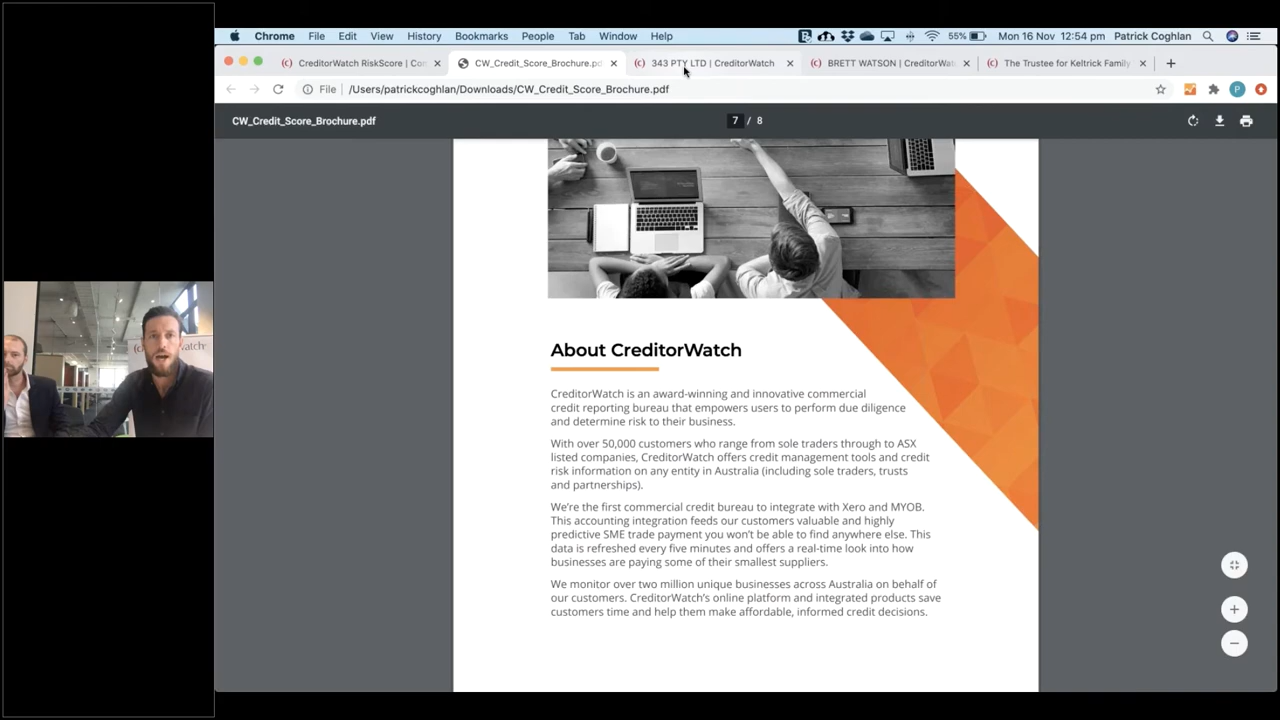 Chrome File Edit View History Bookmarks People Tab Window Help 55% Mon 16 Nov 12:54 pm Patrick Coghlan
CreditorWatch RiskScore | Con CW_Credit_Score_Brochure.pd 343 PTY LTD | CreditorWatch BRETT WATSON | CreditorWat The Trustee for Keltrick Family
File /Users/patrickcoghlan/Downloads/CW_Credit_Score_Brochure.pdf P
CW_Credit_Score_Brochure.pdf 7 / 8
About CreditorWatch
CreditorWatch is an award-winning and innovative commercial
credit reporting bureau that empowers users to perform due diligence
and determine risk to their business.
With over 50,000 customers who range from sole traders through to ASX
listed companies, CreditorWatch offers credit management tools and credit
risk information on any entity in Australia (including sole traders, trusts
and partnerships).
We're the first commercial credit bureau to integrate with Xero and MYOB.
This accounting integration feeds our customers valuable and highly
predictive SME trade payment you won't be able to find anywhere else. This
data is refreshed every five minutes and offers a real-time look into how
businesses are paying some of their smallest suppliers.
We monitor over two million unique businesses across Australia on behalf of
our customers. CreditorWatch's online platform and integrated products save
customers time and help them make affordable, informed credit decisions.